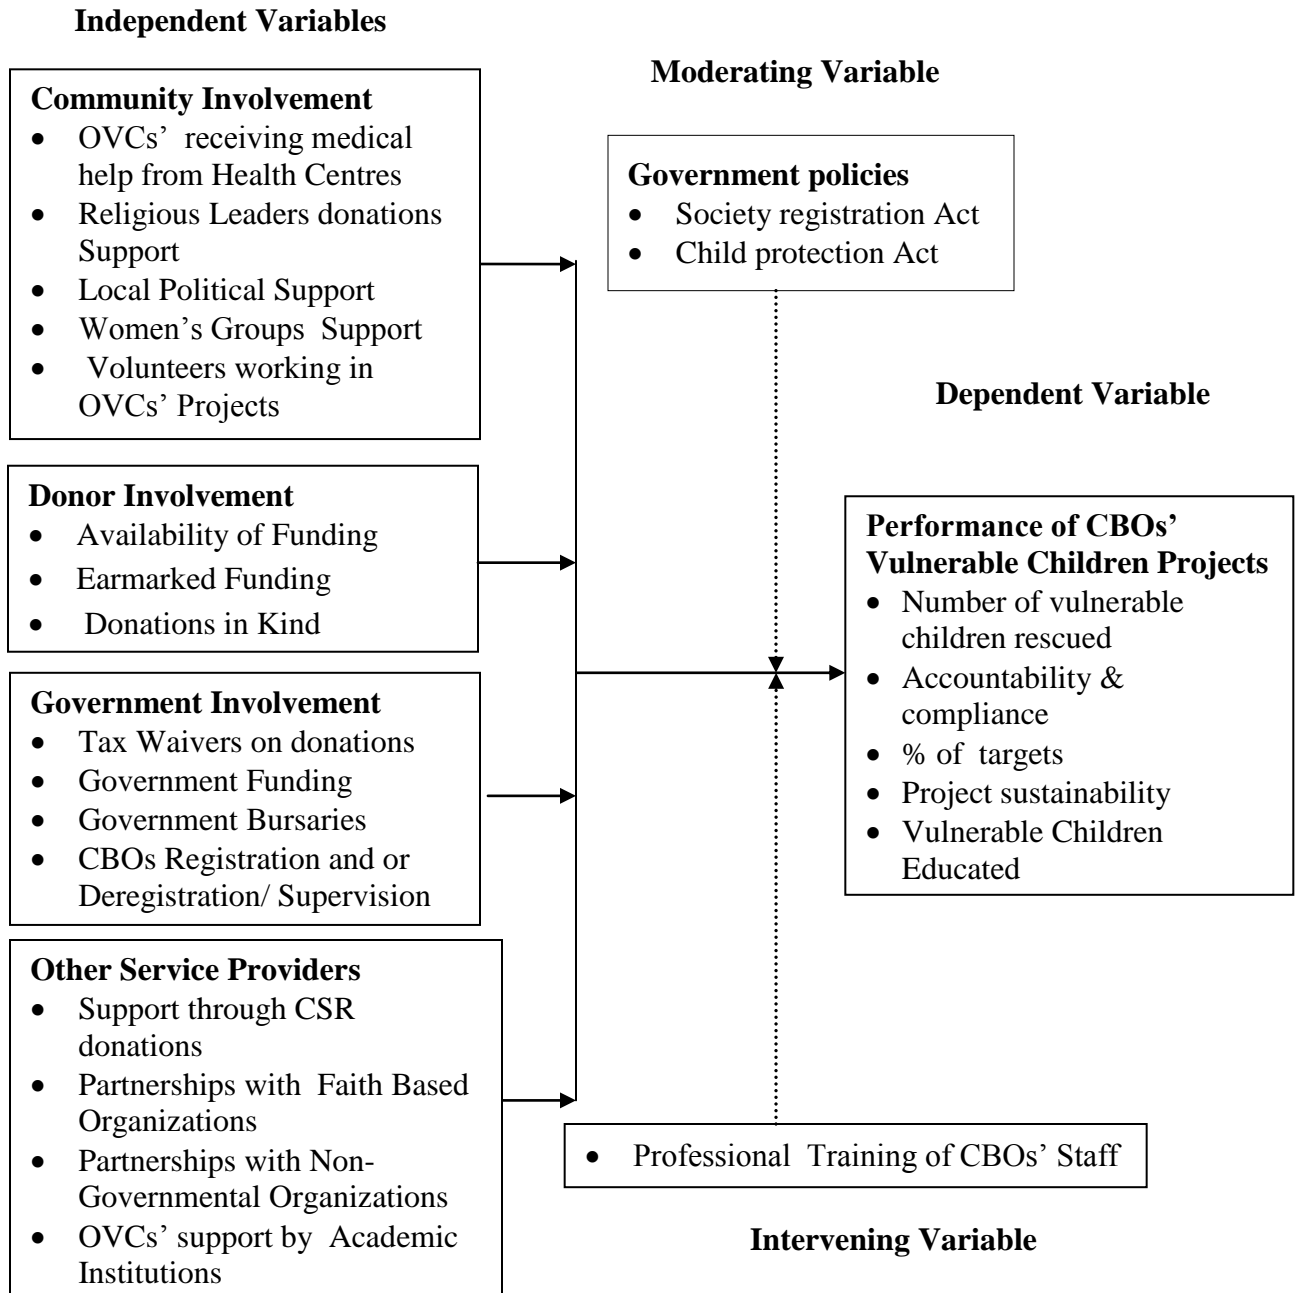 Independent Variables
Community Involvement
• OVCs’ receiving medical
help from Health Centres
• Religious Leaders donations
Support
• Local Political Support
• Women’s Groups Support
• Volunteers working in
OVCs’ Projects
Donor Involvement
• Availability of Funding
• Earmarked Funding
• Donations in Kind
Government Involvement
• Tax Waivers on donations
• Government Funding
• Government Bursaries
• CBOs Registration and or
Deregistration/ Supervision
Other Service Providers
• Support through CSR
donations
• Partnerships with Faith Based
Organizations
• Partnerships with Non-
Governmental Organizations
• OVCs’ support by Academic
Institutions
Moderating Variable
Government policies
• Society registration Act
• Child protection Act
Dependent Variable
Performance of CBOs’
Vulnerable Children Projects
• Number of vulnerable
children rescued
• Accountability &
compliance
• % of targets
• Project sustainability
• Vulnerable Children
Educated
• Professional Training of CBOs’ Staff
Intervening Variable